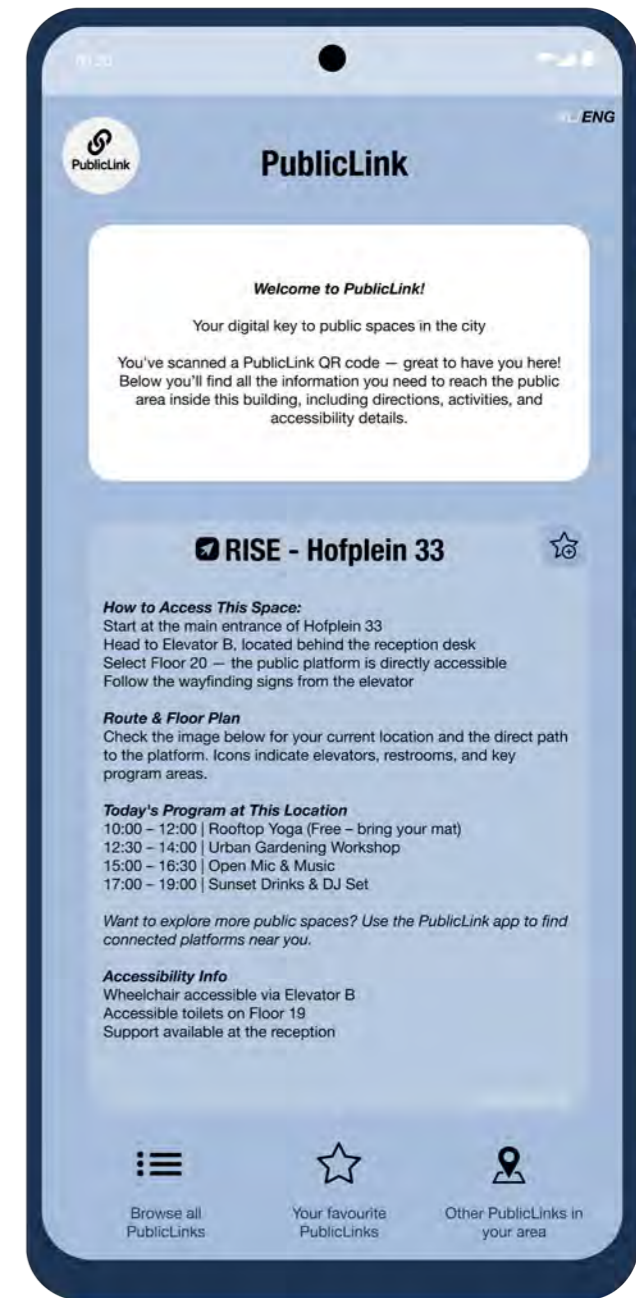 ENG
PublicLink
PublicLink
Welcome to PublicLink!
Your digital key to public spaces in the city
You've scanned a PublicLink QR code — great to have you here!
Below you'll find all the information you need to reach the public
area inside this building, including directions, activities, and
accessibility details.
RISE - Hofplein 33
How to Access This Space:
Start at the main entrance of Hofplein 33
Head to Elevator B, located behind the reception desk
Select Floor 20 — the public platform is directly accessible
Follow the wayfinding signs from the elevator
Route & Floor Plan
Check the image below for your current location and the direct path
to the platform. Icons indicate elevators, restrooms, and key
program areas.
Today's Program at This Location
10:00 – 12:00 | Rooftop Yoga (Free – bring your mat)
12:30 – 14:00 | Urban Gardening Workshop
15:00 – 16:30 | Open Mic & Music
17:00 – 19:00 | Sunset Drinks & DJ Set
Want to explore more public spaces? Use the PublicLink app to find
connected platforms near you.
Accessibility Info
Wheelchair accessible via Elevator B
Accessible toilets on Floor 19
Support available at the reception
Browse all
PublicLinks
Your favourite
PublicLinks
Other PublicLinks in
your area